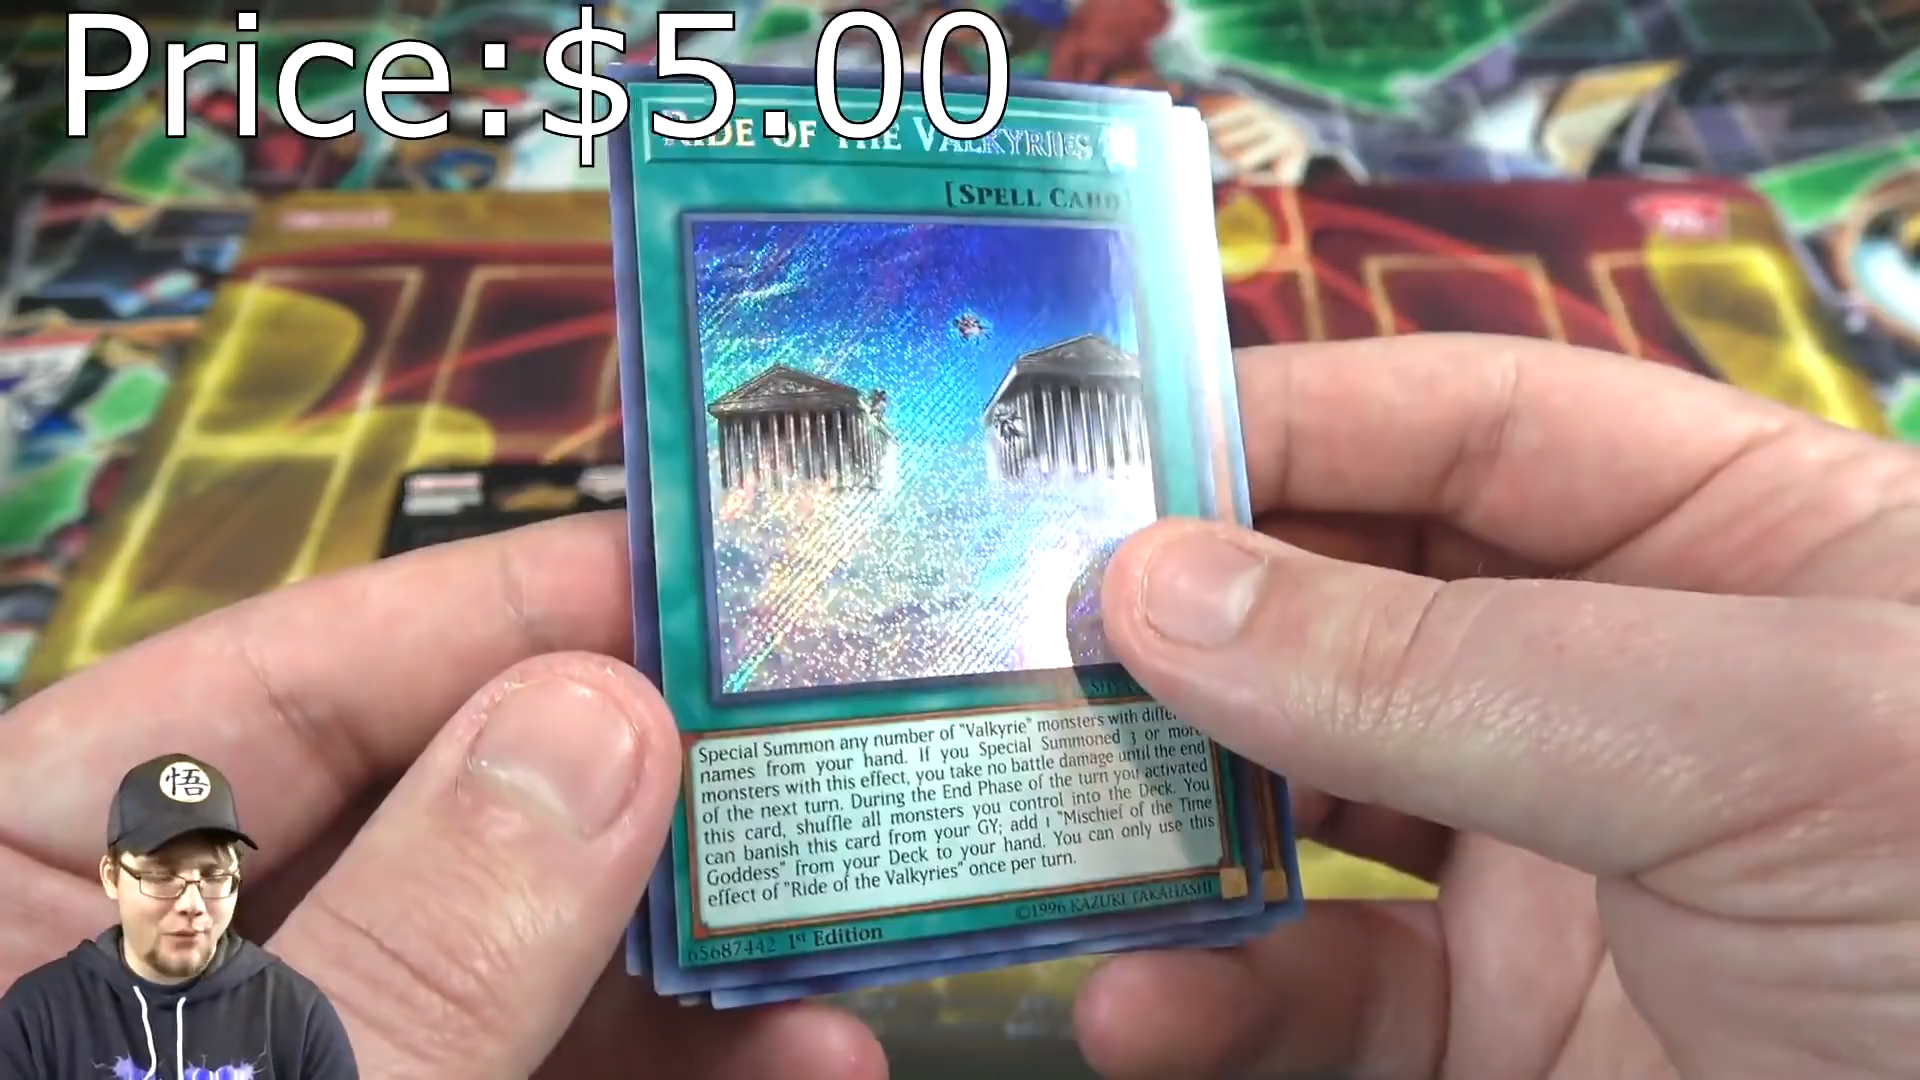 Price:$5.00
RIDE OF THE VALKYRIES
[SPELL CARD]
Special Summon any number of "Valkyrie" monsters with
names from your hand. If you Special Summoned 3 or more
monsters with this effect, you take no battle damage until the end
of the next turn. During the End Phase of the turn you activated
this card, shuffle all monsters you control into the Deck. You
can banish this card from your GY; add 1 "Mischief of the Time
Goddess" from your Deck to your hand. You can only use this
effect of "Ride of the Valkyries" once per turn.
©1996 KAZUKI TAKAHASHI
65687442 1st Edition
悟